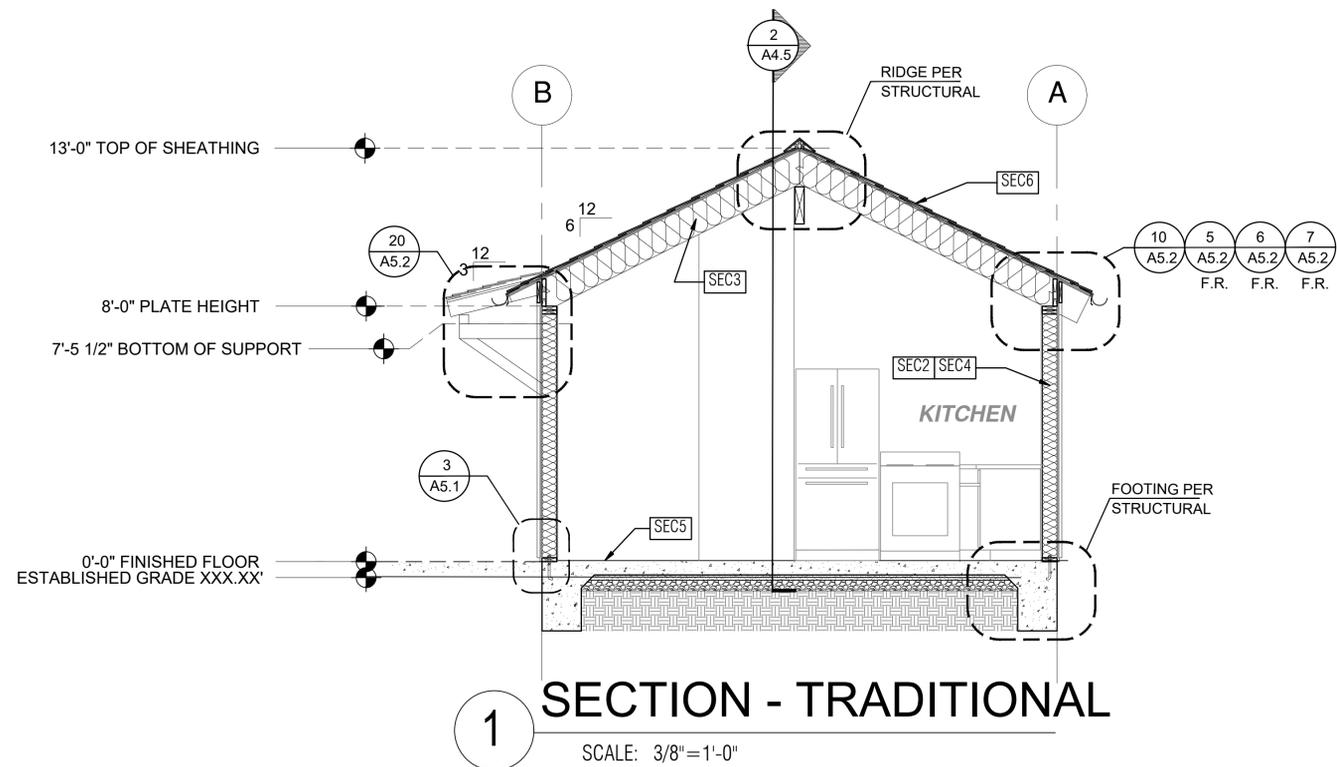 2
A4.5
RIDGE PER
STRUCTURAL
B
A
13'-0" TOP OF SHEATHING
SEC6
12
6
20
A5.2
12
3
10
A5.2
5
A5.2
F.R.
6
A5.2
F.R.
7
A5.2
F.R.
SEC3
8'-0" PLATE HEIGHT
7'-5 1/2" BOTTOM OF SUPPORT
SEC2 SEC4
KITCHEN
3
A5.1
FOOTING PER
STRUCTURAL
SEC5
0'-0" FINISHED FLOOR
ESTABLISHED GRADE XXX.XX'
1
SECTION - TRADITIONAL
SCALE: 3/8"=1'-0"